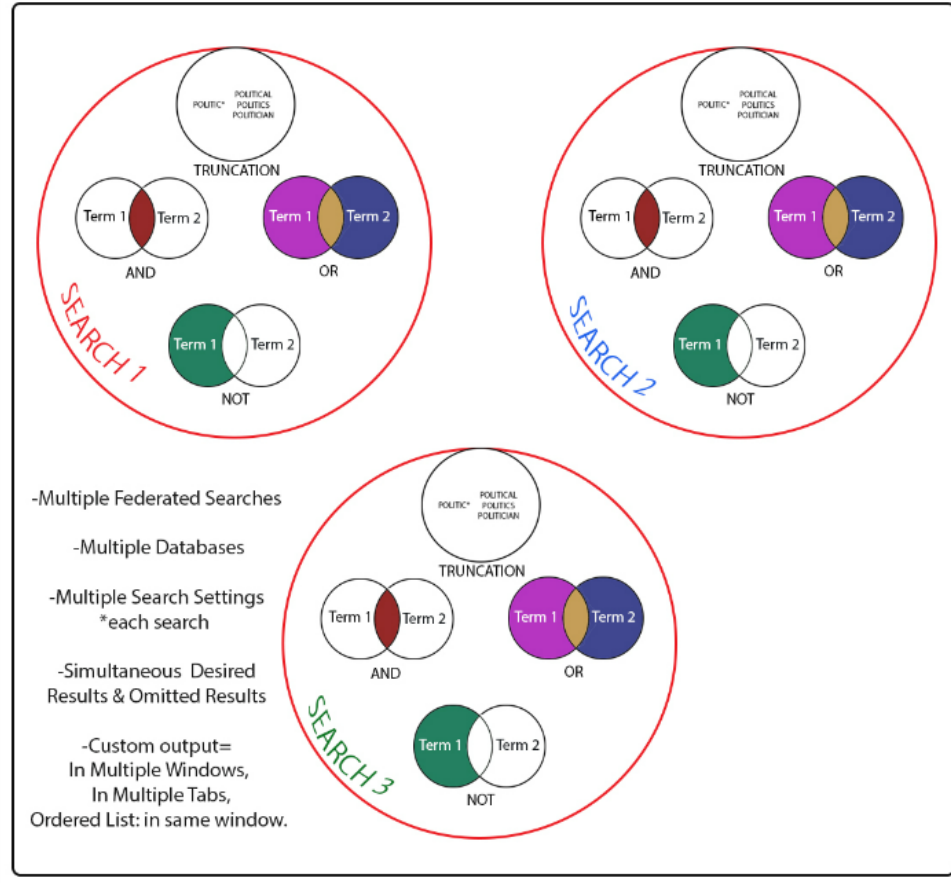 POLITIC*
POLITICAL
POLITICS
POLITICIAN
TRUNCATION
Term 1
Term 2
AND
Term 1
Term 2
OR
Term 1
Term 2
NOT
SEARCH 1
POLITIC*
POLITICAL
POLITICS
POLITICIAN
TRUNCATION
Term 1
Term 2
AND
Term 1
Term 2
OR
Term 1
Term 2
NOT
SEARCH 2
-Multiple Federated Searches
-Multiple Databases
-Multiple Search Settings
*each search
-Simultaneous Desired
Results & Omitted Results
-Custom output=
In Multiple Windows,
In Multiple Tabs,
Ordered List: in same window.
POLITIC*
POLITICAL
POLITICS
POLITICIAN
TRUNCATION
Term 1
Term 2
AND
Term 1
Term 2
OR
Term 1
Term 2
NOT
SEARCH 3